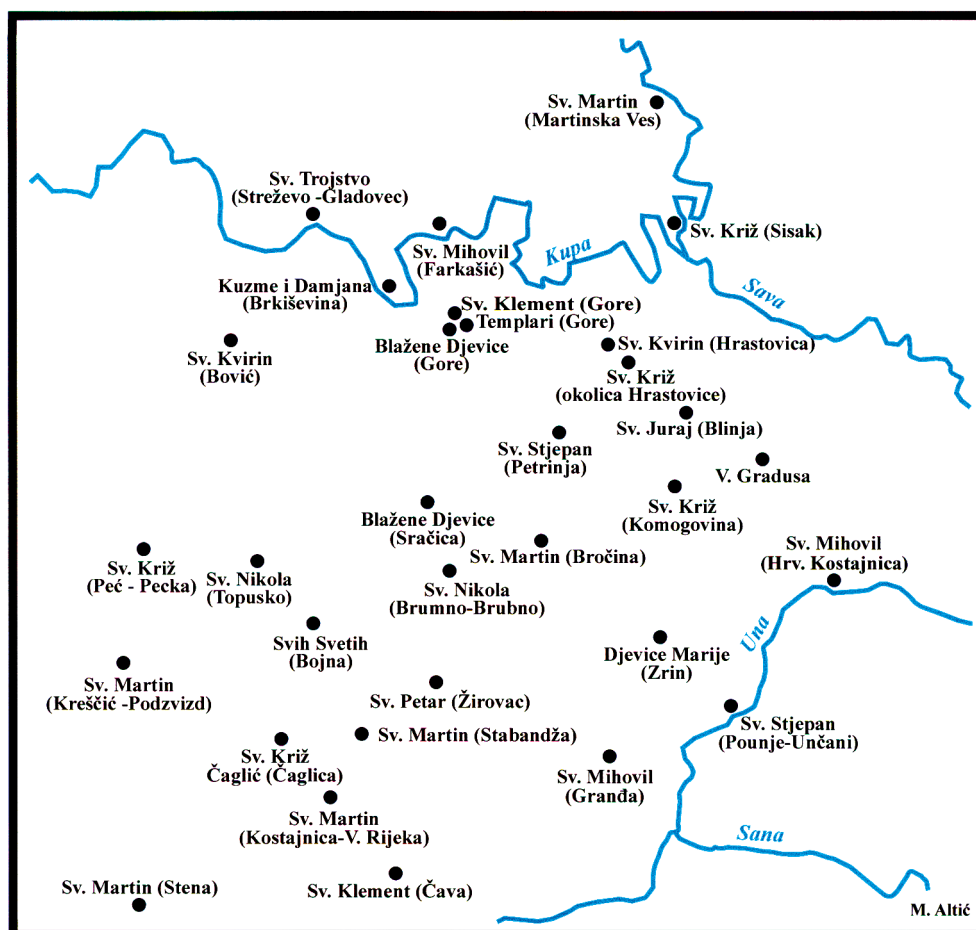 Sv. Martin
(Martinska Ves)
Sv. Trojstvo
(Streževo -Gladovec)
Sv. Križ (Sisak)
Sv. Mihovil
(Farkašić)
Kupa
Kuzme i Damjana
(Brkiševina)
Sava
Sv. Klement (Gore)
Templari (Gore)
Blažene Djevice
(Gore)
Sv. Kvirin (Hrastovica)
Sv. Kvirin
(Bović)
Sv. Križ
(okolica Hrastovice)
Sv. Juraj (Blinja)
Sv. Stjepan
(Petrinja)
V. Gradusa
Sv. Križ
(Komogovina)
Blažene Djevice
(Sračica)
Sv. Martin (Bročina)
Sv. Mihovil
(Hrv. Kostajnica)
Sv. Križ
(Peć - Pecka)
Sv. Nikola
(Topusko)
Sv. Nikola
(Brumno-Brubno)
Una
Svih Svetih
(Bojna)
Djevice Marije
(Zrin)
Sv. Martin
(Kreščić -Podzvizd)
Sv. Petar (Žirovac)
Sv. Stjepan
(Pounje-Unčani)
Sv. Martin (Stabandža)
Sv. Križ
Čaglić (Čaglica)
Sv. Mihovil
(Granđa)
Sv. Martin
(Kostajnica-V. Rijeka)
Sana
Sv. Martin (Stena)
Sv. Klement (Čava)
M. Altić